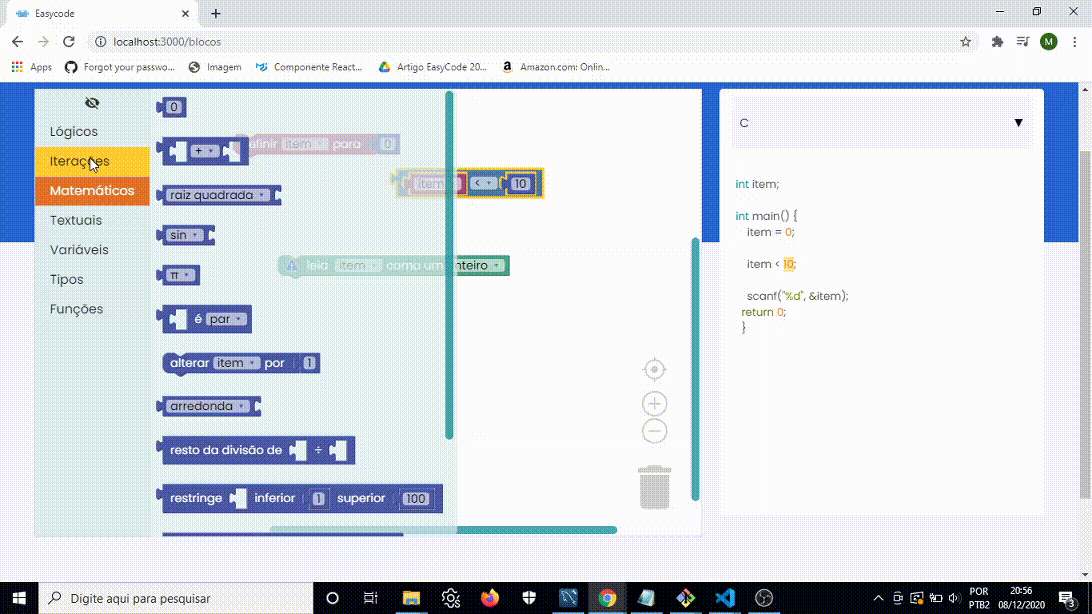 Easycode
localhost:3000/blocos
M
Apps
Forgot your passwo...
Imagem
Componente React...
Artigo EasyCode 20...
Amazon.com: Onlin...
Lógicos
Iterações
Matemáticos
Textuais
Variáveis
Tipos
Funções
0
+
raiz quadrada
sin
π
é par
alterar item por 1
arredonda
resto da divisão de ÷
restringe inferior 1 superior 100
efinir item para 0
item < 10
leia item como um inteiro
C
int item;
int main() {
item = 0;
item < 10;
scanf("%d", &item);
return 0;
}
Digite aqui para pesquisar
POR
PTB2
20:56
08/12/2020
3